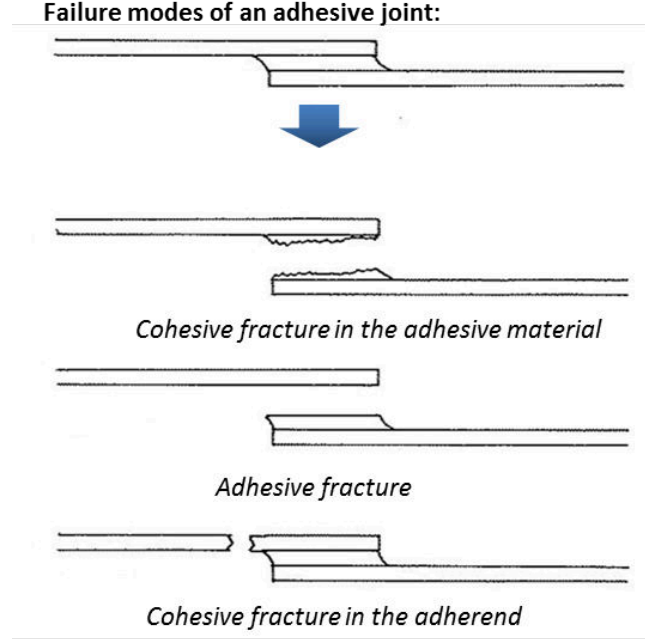 Failure modes of an adhesive joint:
Cohesive fracture in the adhesive material
Adhesive fracture
Cohesive fracture in the adherend